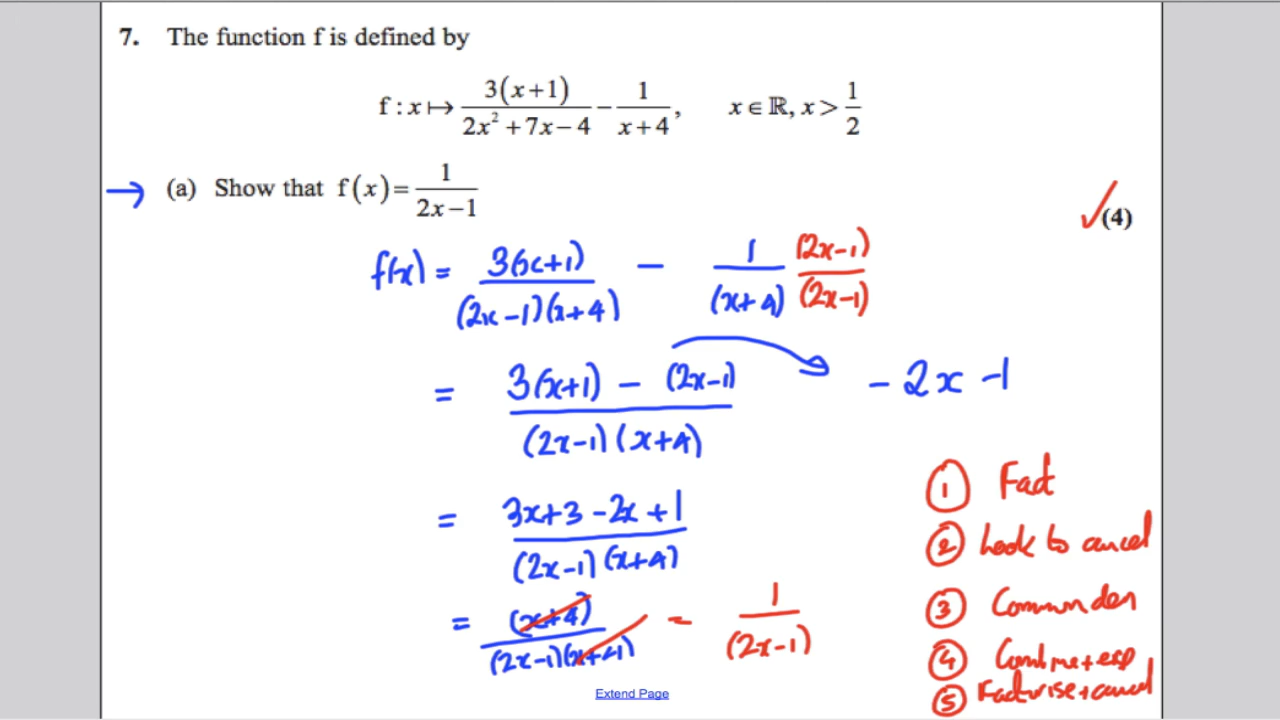 7. The function f is defined by
f : x ↦ 3(x+1)/(2x² + 7x − 4) − 1/(x+4), x ∈ ℝ, x > 1/2
→ (a) Show that f(x) = 1/(2x−1)
✓(4)
f(x) = 3(x+1)/((2x−1)(x+4)) − 1/(x+4) (2x−1)/(2x−1)
= (3(x+1) − (2x−1))/((2x−1)(x+4)) → − 2x − 1
= (3x+3 − 2x + 1)/((2x−1)(x+4))
= (x+4)/((2x−1)(x+4)) = 1/(2x−1)
① Fact
② Look to cancel
③ Common den
④ Combine + exp
⑤ Factorise + cancel
Extend Page